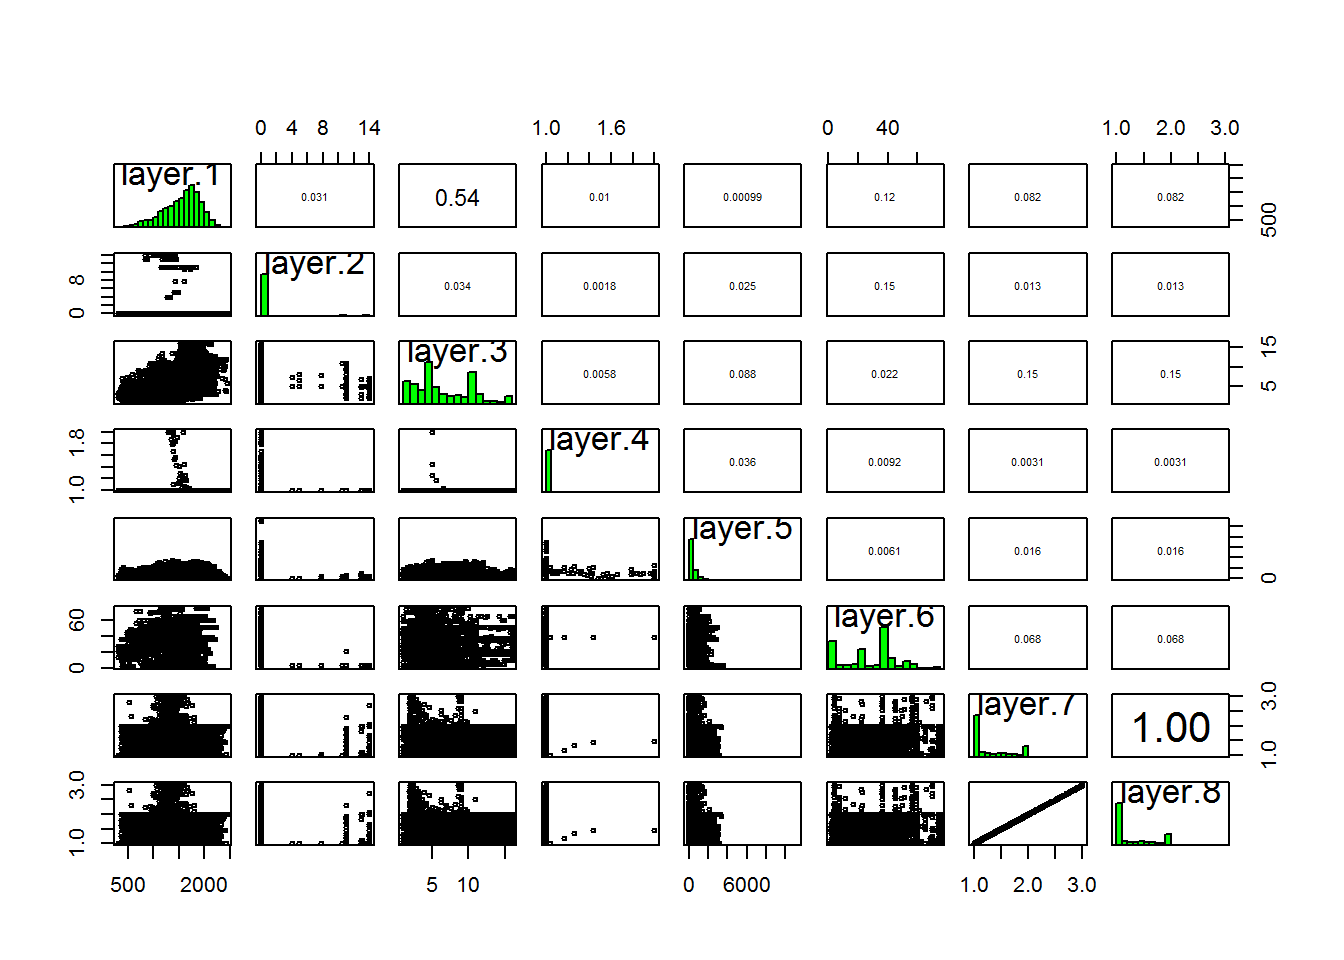 0 4 8 14 1.0 1.6 0 40 1.0 2.0 3.0
layer.1 0.031 0.54 0.01 0.00099 0.12 0.082 0.082 500
8 0 layer.2 0.034 0.0018 0.025 0.15 0.013 0.013
layer.3 0.0058 0.088 0.022 0.15 0.15 15 5
1.8 1.0 layer.4 0.036 0.0092 0.0031 0.0031
layer.5 0.0061 0.016 0.016 0
60 0 layer.6 0.068 0.068
layer.7 1.00 3.0 1.0
3.0 1.0 layer.8
500 2000 5 10 0 6000 1.0 2.0 3.0